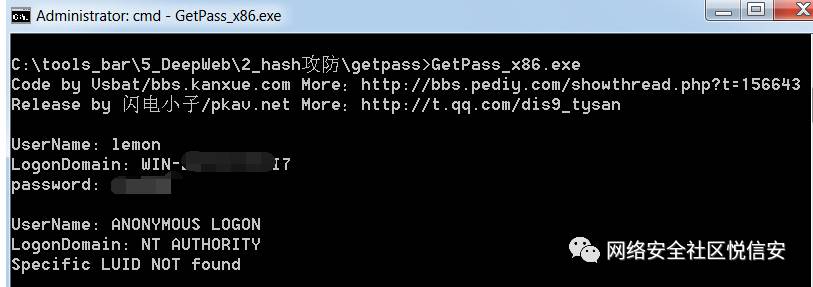 Administrator: cmd - GetPass_x86.exe
C:\tools_bar\5_DeepWeb\2_hash攻防\getpass>GetPass_x86.exe
Code by Vsbat/bbs.kanxue.com More: http://bbs.pediy.com/showthread.php?t=156643
Release by 闪电小子/pkav.net More: http://t.qq.com/dis9_tysan
UserName: lemon
LogonDomain: WIN-I7
password:
UserName: ANONYMOUS LOGON
LogonDomain: NT AUTHORITY
Specific LUID NOT found
网络安全社区悦信安